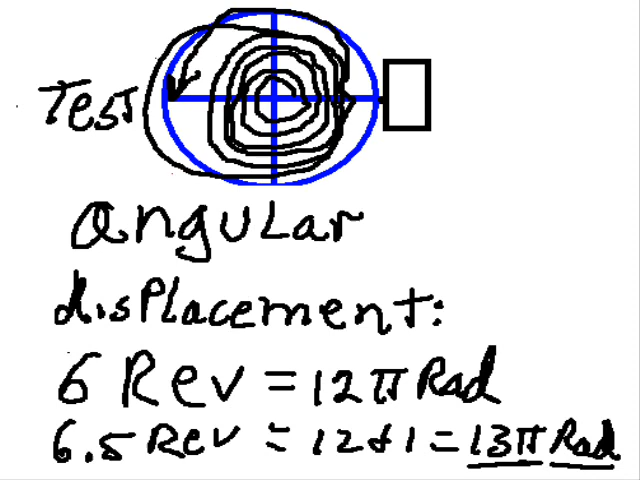 Test
angular
displacement:
6 Rev = 12π Rad
6.5 Rev = 12+1 = 13π Rad